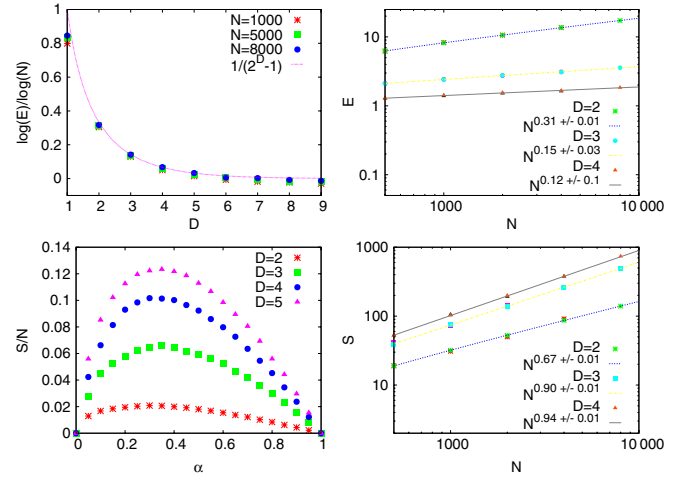 N=1000
N=5000
N=8000
1/(2^D-1)
1
0.8
0.6
0.4
0.2
0
log(E)/log(N)
1 2 3 4 5 6 7 8 9
D
10
1
0.1
E
D=2
N^0.31 +/- 0.01
D=3
N^0.15 +/- 0.03
D=4
N^0.12 +/- 0.1
1000 10 000
N
0.14
0.12
0.1
0.08
0.06
0.04
0.02
0
S/N
D=2
D=3
D=4
D=5
0 0.2 0.4 0.6 0.8 1
α
1000
100
10
S
D=2
N^0.67 +/- 0.01
D=3
N^0.90 +/- 0.01
D=4
N^0.94 +/- 0.01
1000 10 000
N